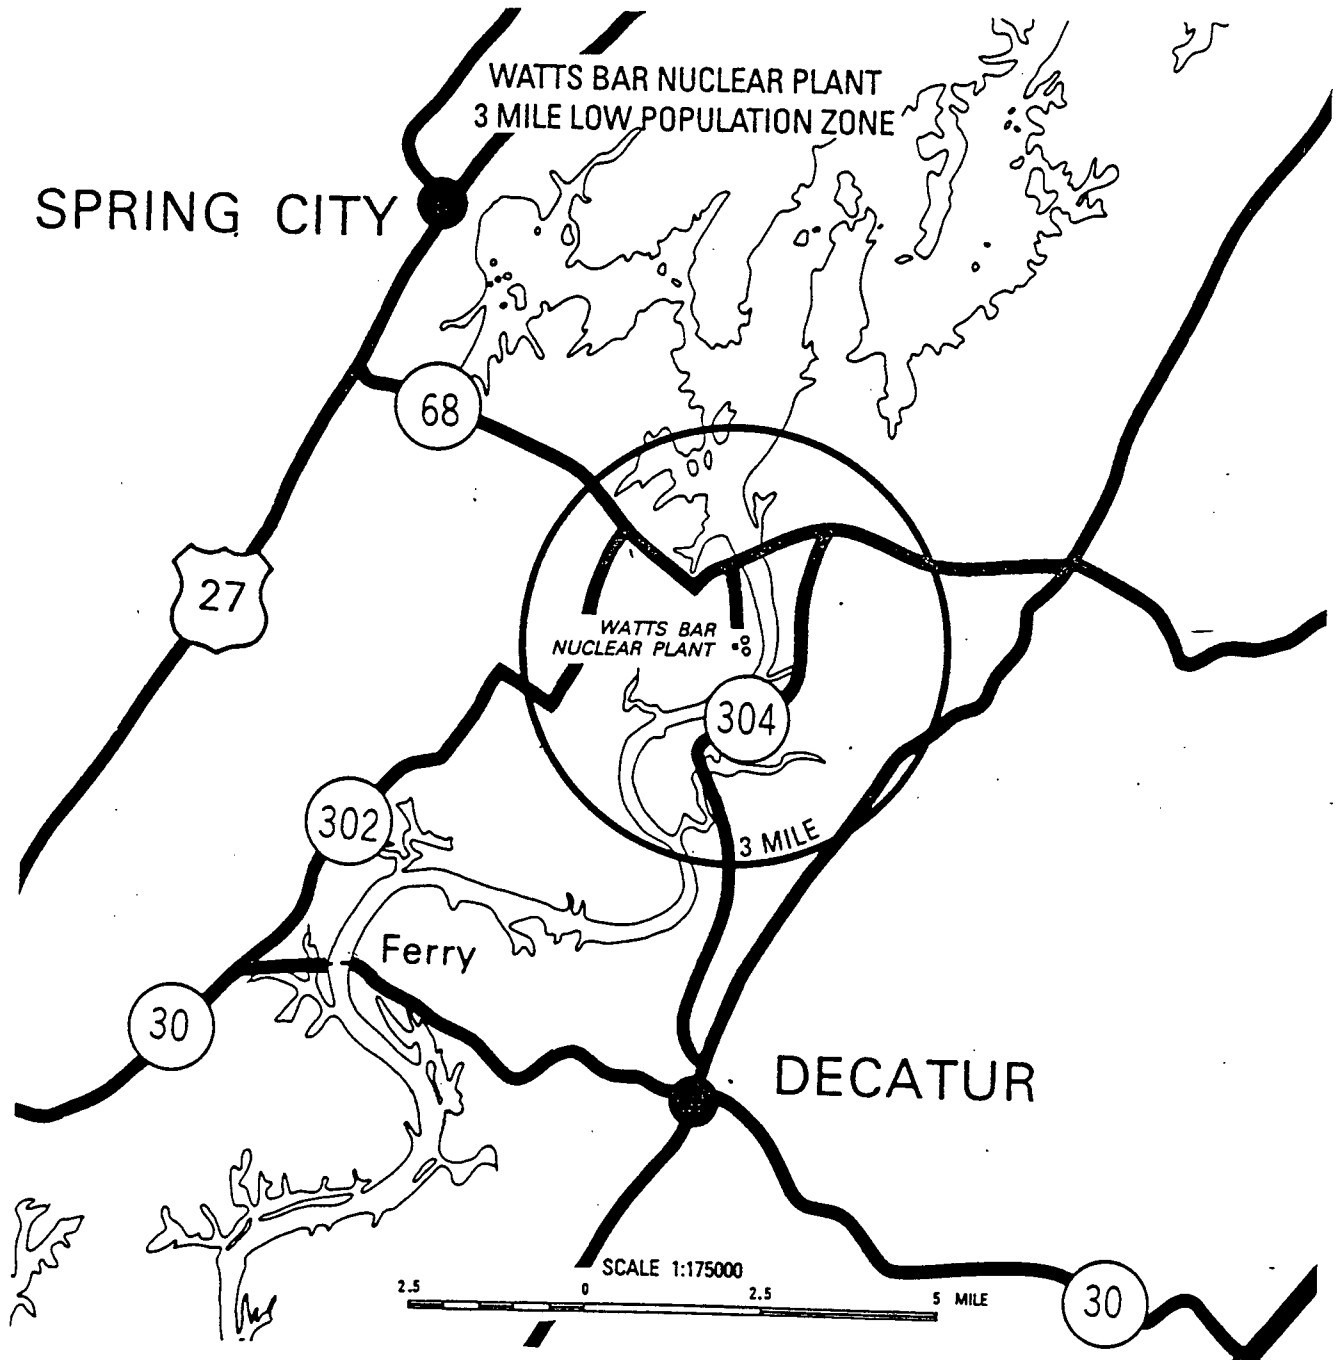 WATTS BAR NUCLEAR PLANT
3 MILE LOW POPULATION ZONE
SPRING CITY
68
27
WATTS BAR
NUCLEAR PLANT
304
302
3 MILE
Ferry
30
DECATUR
SCALE 1:175000
2.5 0 2.5 5 MILE
30